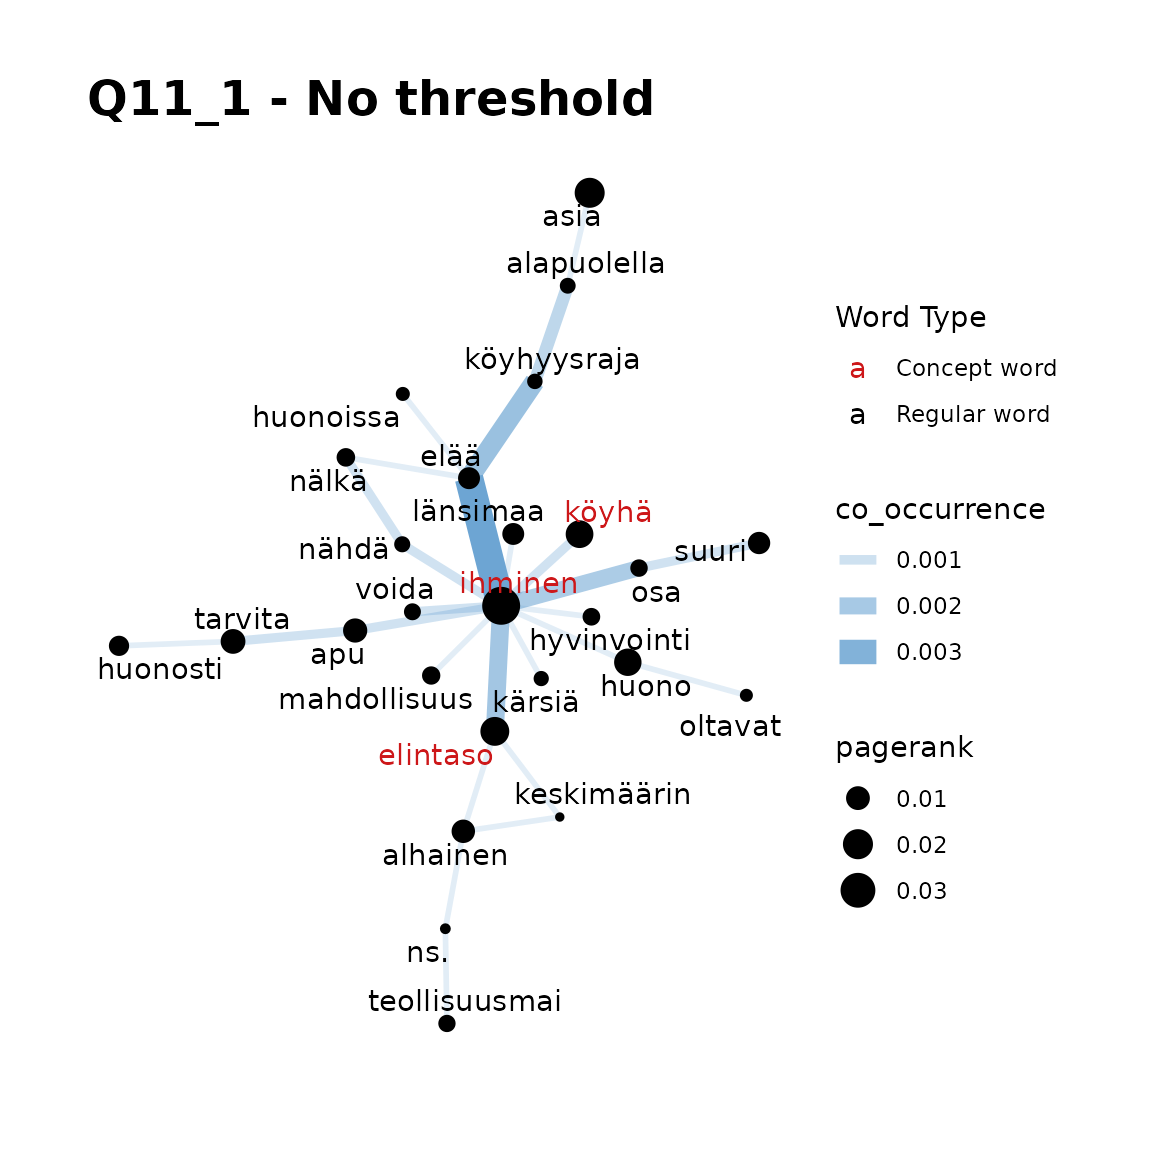 Q11_1 - No threshold
asia
alapuolella
köyhyysraja
huonoissa
elää
nälkä
länsimaa
köyhä
nähdä
suuri
ihminen
voida
osa
tarvita
apu
hyvinvointi
huonosti
mahdollisuus
kärsiä
huono
oltavat
elintaso
keskimäärin
alhainen
ns.
teollisuusmai
Word Type
a Concept word
a Regular word
co_occurrence
0.001
0.002
0.003
pagerank
0.01
0.02
0.03